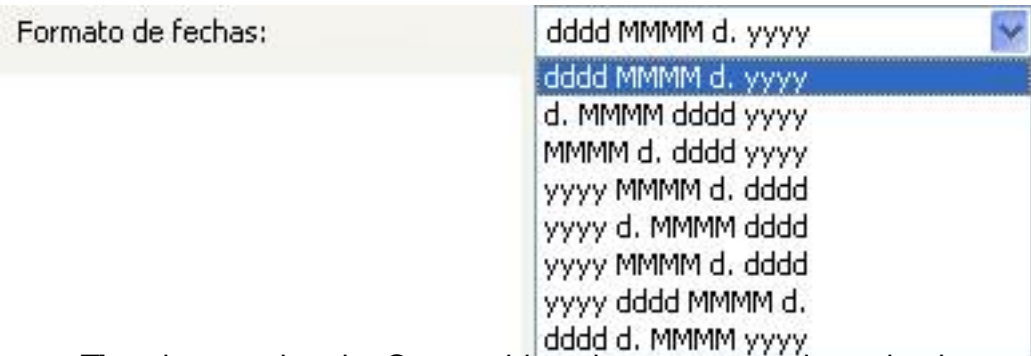 Formato de fechas:
dddd MMMM d. yyyy
dddd MMMM d. yyyy
d. MMMM dddd yyyy
MMMM d. dddd yyyy
yyyy MMMM d. dddd
yyyy d. MMMM dddd
yyyy MMMM d. dddd
yyyy dddd MMMM d.
dddd d. MMMM yyyy